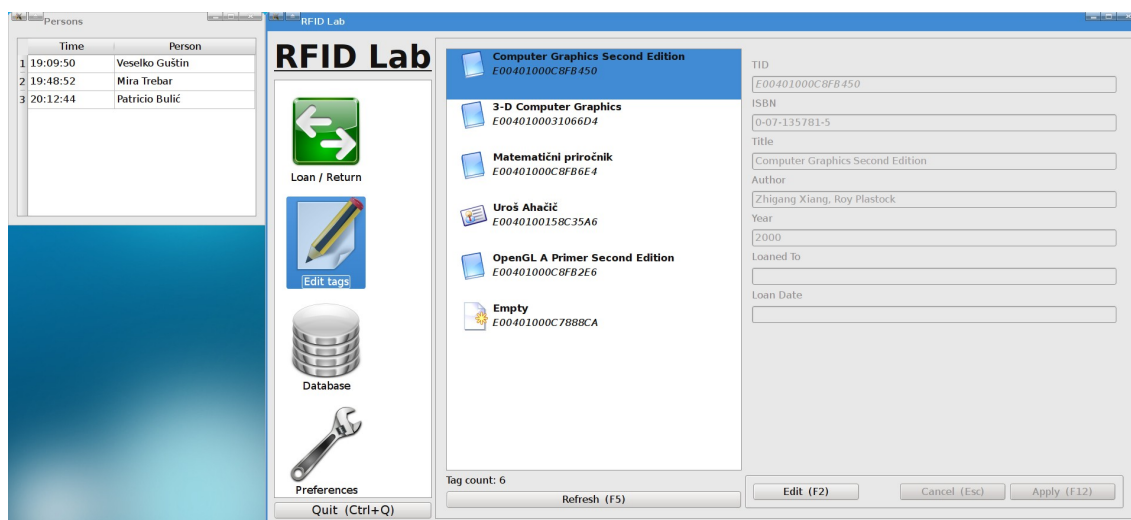 Persons
Time Person
1 19:09:50 Veselko Guštin
2 19:48:52 Mira Trebar
3 20:12:44 Patricio Bulić
RFID Lab
RFID Lab
Loan / Return
Edit tags
Database
Preferences
Quit (Ctrl+Q)
Computer Graphics Second Edition
E00401000C8FB450
3-D Computer Graphics
E0040100031066D4
Matematični priročnik
E00401000C8FB6E4
Uroš Ahačič
E0040100158C35A6
OpenGL A Primer Second Edition
E00401000C8FB2E6
Empty
E00401000C7888CA
Tag count: 6
Refresh (F5)
TID
E00401000C8FB450
ISBN
0-07-135781-5
Title
Computer Graphics Second Edition
Author
Zhigang Xiang, Roy Plastock
Year
2000
Loaned To
Loan Date
Edit (F2) Cancel (Esc) Apply (F12)